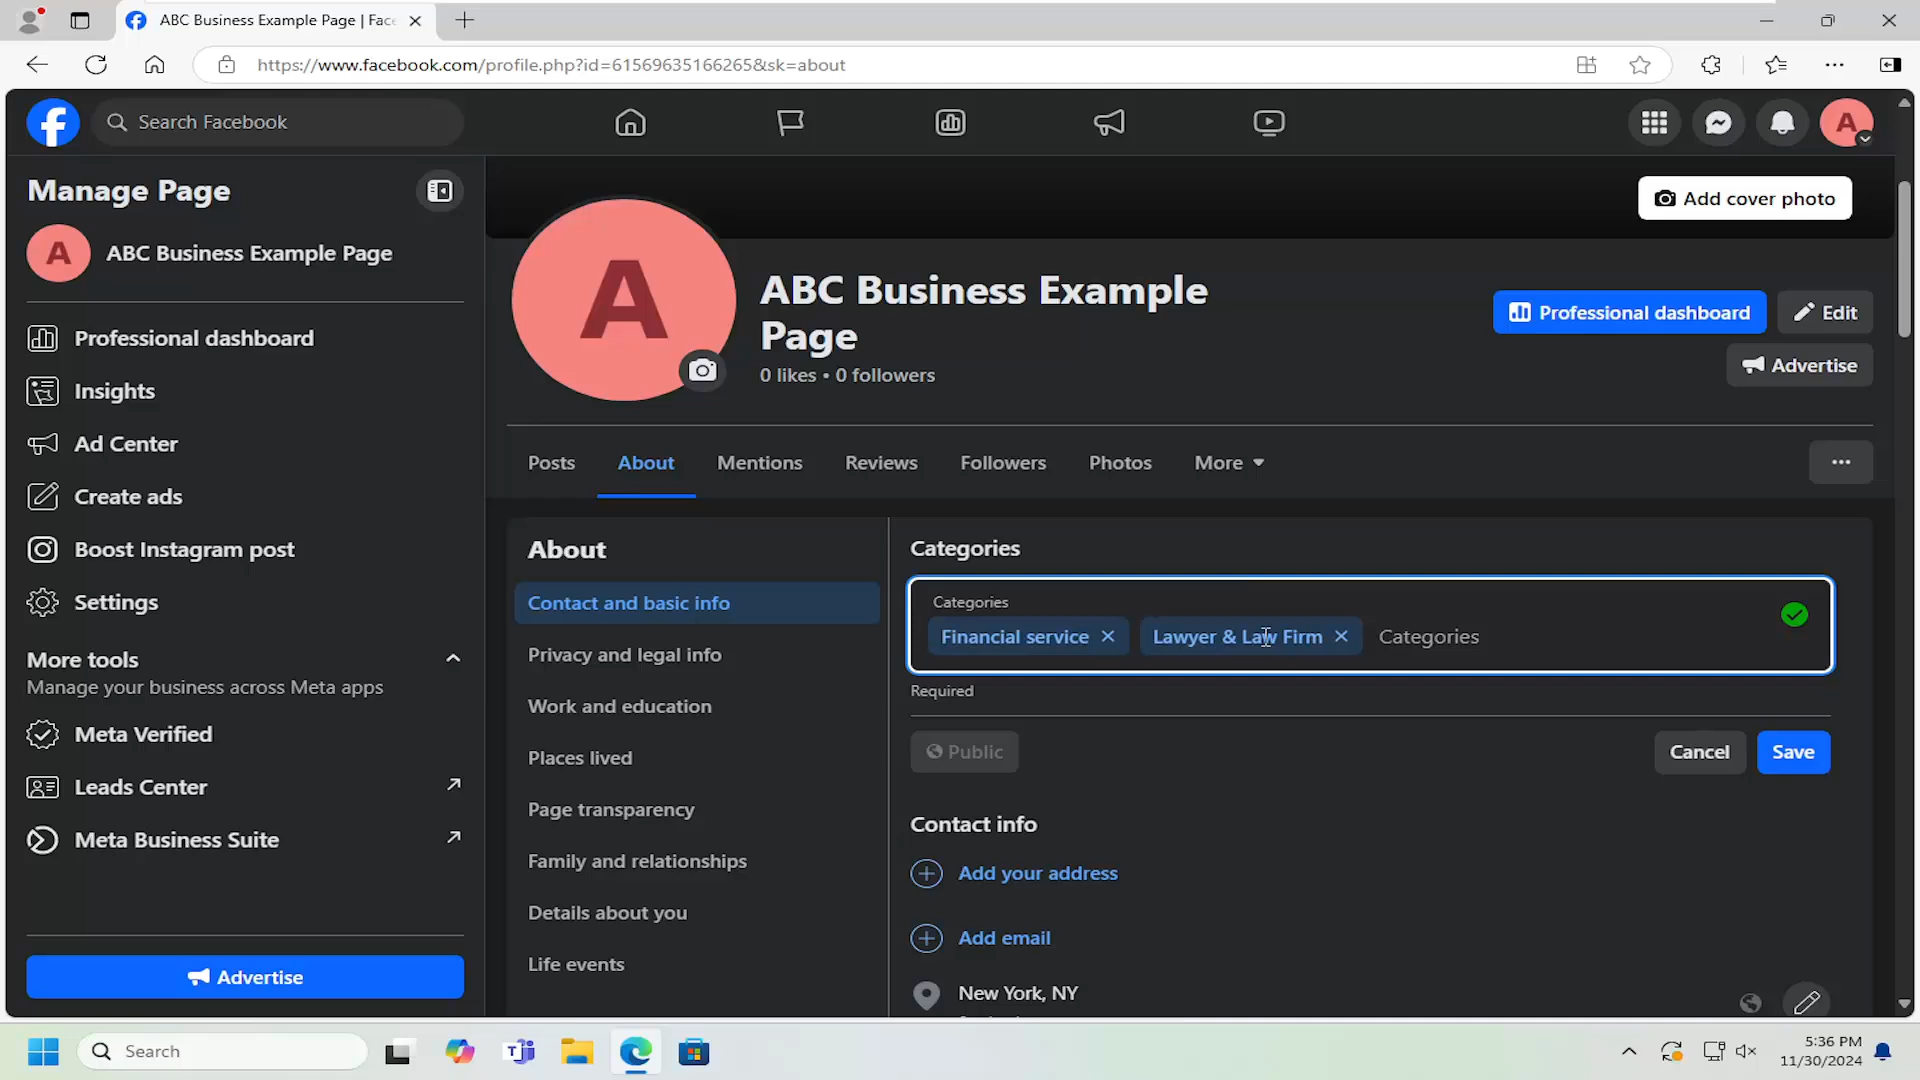 ABC Business Example Page | Fac
https://www.facebook.com/profile.php?id=61569635166265&sk=about
Search Facebook
A
Manage Page
A
ABC Business Example Page
Professional dashboard
Insights
Ad Center
Create ads
Boost Instagram post
Settings
More tools
Manage your business across Meta apps
Meta Verified
Leads Center
Meta Business Suite
Advertise
Add cover photo
A
ABC Business Example
Page
0 likes • 0 followers
Professional dashboard
Edit
Advertise
Posts
About
Mentions
Reviews
Followers
Photos
More
About
Contact and basic info
Privacy and legal info
Work and education
Places lived
Page transparency
Family and relationships
Details about you
Life events
Categories
Categories
Financial service
Lawyer & Law Firm
Categories
Required
Public
Cancel
Save
Contact info
Add your address
Add email
New York, NY
Search
5:36 PM
11/30/2024